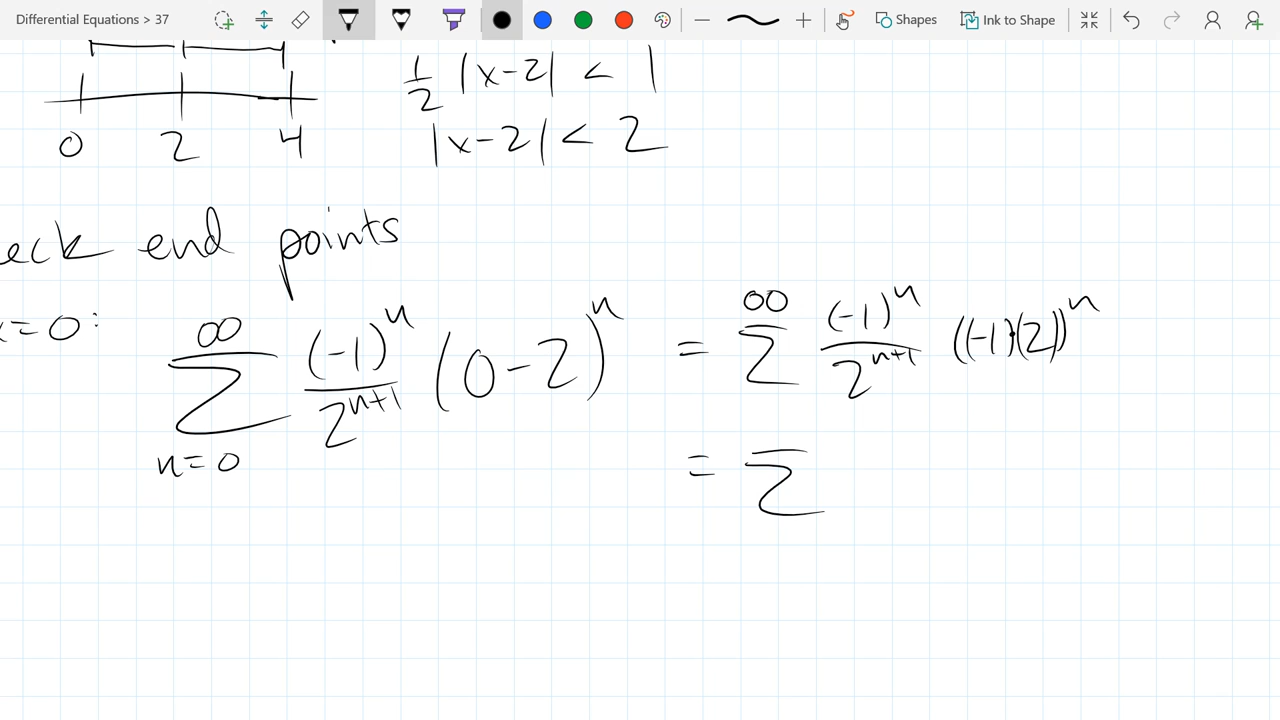 Differential Equations > 37 Shapes Ink to Shape
1/2 |x-2| < 1
0 2 4 |x-2| < 2
eck end points
=0: ∞ Σ n=0 (-1)^n / 2^(n+1) (0-2)^n = ∞ Σ (-1)^n / 2^(n+1) ((-1)·(2))^n
= Σ